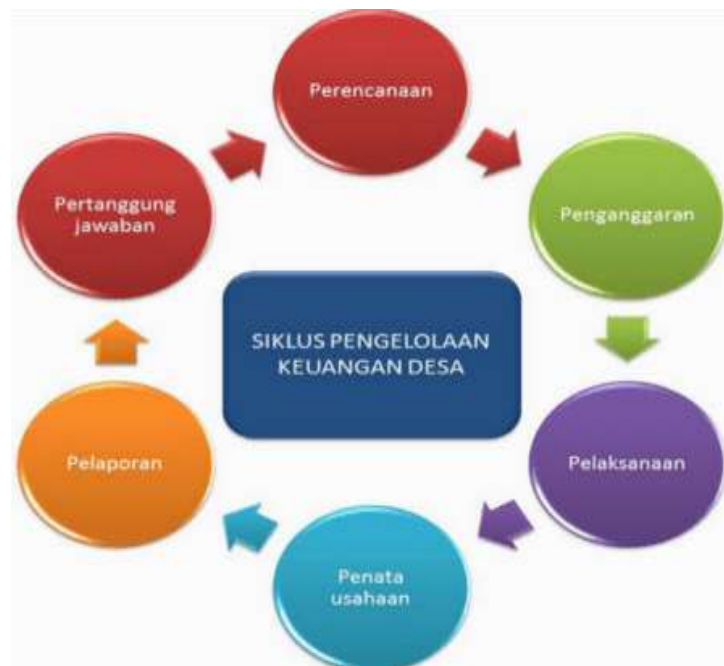 Perencanaan
Penganggaran
Pelaksanaan
Penata
usahaan
Pelaporan
Pertanggung
jawaban
SIKLUS PENGELOLAAN
KEUANGAN DESA